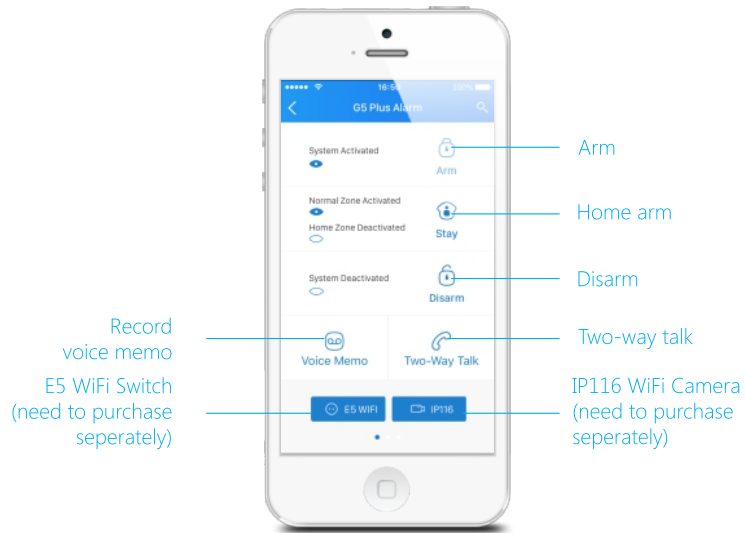 16:50 100%
G5 Plus Alarm
System Activated
Arm
Arm
Normal Zone Activated
Home Zone Deactivated
Stay
Home arm
System Deactivated
Disarm
Disarm
Record
voice memo
Voice Memo
Two-Way Talk
Two-way talk
E5 WiFi Switch
(need to purchase
seperately)
E5 WIFI
IP116
IP116 WiFi Camera
(need to purchase
seperately)